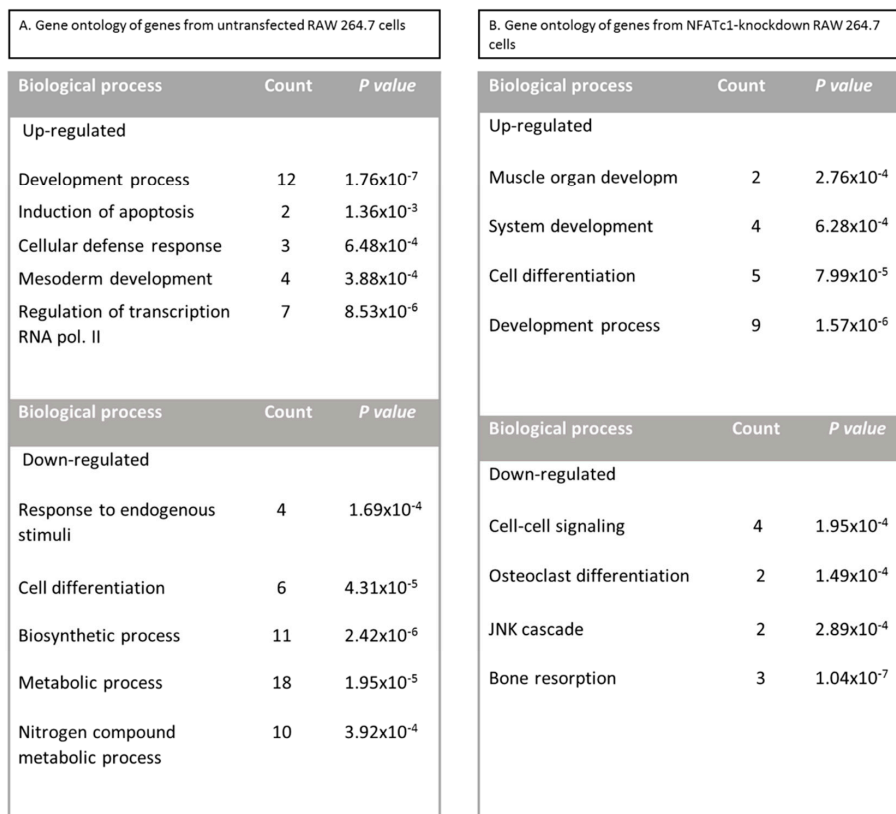 A. Gene ontology of genes from untransfected RAW 264.7 cells
Biological process Count P value
Up-regulated
Development process 12 1.76x10⁻⁷
Induction of apoptosis 2 1.36x10⁻³
Cellular defense response 3 6.48x10⁻⁴
Mesoderm development 4 3.88x10⁻⁴
Regulation of transcription 7 8.53x10⁻⁶
RNA pol. II
Biological process Count P value
Down-regulated
Response to endogenous 4 1.69x10⁻⁴
stimuli
Cell differentiation 6 4.31x10⁻⁵
Biosynthetic process 11 2.42x10⁻⁶
Metabolic process 18 1.95x10⁻⁵
Nitrogen compound 10 3.92x10⁻⁴
metabolic process
B. Gene ontology of genes from NFATc1-knockdown RAW 264.7
cells
Biological process Count P value
Up-regulated
Muscle organ developm 2 2.76x10⁻⁴
System development 4 6.28x10⁻⁴
Cell differentiation 5 7.99x10⁻⁵
Development process 9 1.57x10⁻⁶
Biological process Count P value
Down-regulated
Cell-cell signaling 4 1.95x10⁻⁴
Osteoclast differentiation 2 1.49x10⁻⁴
JNK cascade 2 2.89x10⁻⁴
Bone resorption 3 1.04x10⁻⁷